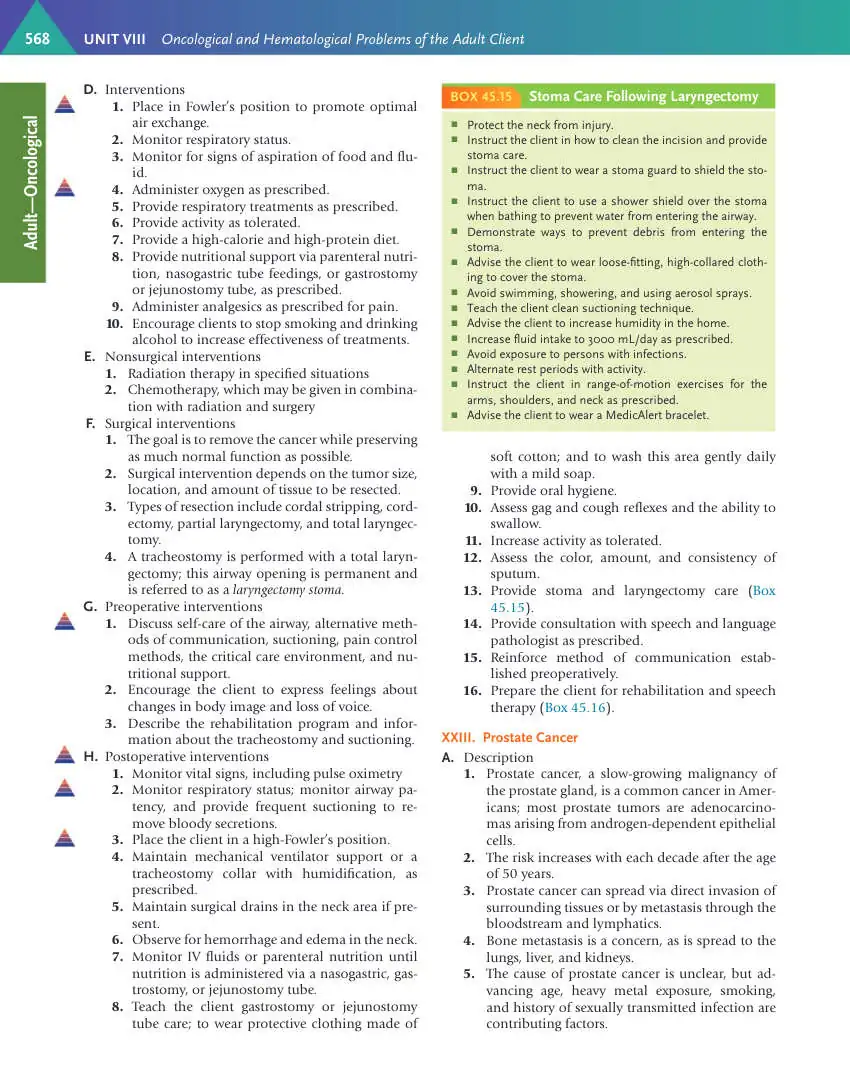 568 UNIT VIII Oncological and Hematological Problems of the Adult Client
Adult—Oncological
D. Interventions
1. Place in Fowler's position to promote optimal
air exchange.
2. Monitor respiratory status.
3. Monitor for signs of aspiration of food and flu-
id.
4. Administer oxygen as prescribed.
5. Provide respiratory treatments as prescribed.
6. Provide activity as tolerated.
7. Provide a high-calorie and high-protein diet.
8. Provide nutritional support via parenteral nutri-
tion, nasogastric tube feedings, or gastrostomy
or jejunostomy tube, as prescribed.
9. Administer analgesics as prescribed for pain.
10. Encourage clients to stop smoking and drinking
alcohol to increase effectiveness of treatments.
E. Nonsurgical interventions
1. Radiation therapy in specified situations
2. Chemotherapy, which may be given in combina-
tion with radiation and surgery
F. Surgical interventions
1. The goal is to remove the cancer while preserving
as much normal function as possible.
2. Surgical intervention depends on the tumor size,
location, and amount of tissue to be resected.
3. Types of resection include cordal stripping, cord-
ectomy, partial laryngectomy, and total laryngec-
tomy.
4. A tracheostomy is performed with a total laryn-
gectomy; this airway opening is permanent and
is referred to as a laryngectomy stoma.
G. Preoperative interventions
1. Discuss self-care of the airway, alternative meth-
ods of communication, suctioning, pain control
methods, the critical care environment, and nu-
tritional support.
2. Encourage the client to express feelings about
changes in body image and loss of voice.
3. Describe the rehabilitation program and infor-
mation about the tracheostomy and suctioning.
H. Postoperative interventions
1. Monitor vital signs, including pulse oximetry
2. Monitor respiratory status; monitor airway pa-
tency, and provide frequent suctioning to re-
move bloody secretions.
3. Place the client in a high-Fowler's position.
4. Maintain mechanical ventilator support or a
tracheostomy collar with humidification, as
prescribed.
5. Maintain surgical drains in the neck area if pre-
sent.
6. Observe for hemorrhage and edema in the neck.
7. Monitor IV fluids or parenteral nutrition until
nutrition is administered via a nasogastric, gas-
trostomy, or jejunostomy tube.
8. Teach the client gastrostomy or jejunostomy
tube care; to wear protective clothing made of
BOX 45.15 Stoma Care Following Laryngectomy
■ Protect the neck from injury.
■ Instruct the client in how to clean the incision and provide
stoma care.
■ Instruct the client to wear a stoma guard to shield the sto-
ma.
■ Instruct the client to use a shower shield over the stoma
when bathing to prevent water from entering the airway.
■ Demonstrate ways to prevent debris from entering the
stoma.
■ Advise the client to wear loose-fitting, high-collared cloth-
ing to cover the stoma.
■ Avoid swimming, showering, and using aerosol sprays.
■ Teach the client clean suctioning technique.
■ Advise the client to increase humidity in the home.
■ Increase fluid intake to 3000 mL/day as prescribed.
■ Avoid exposure to persons with infections.
■ Alternate rest periods with activity.
■ Instruct the client in range-of-motion exercises for the
arms, shoulders, and neck as prescribed.
■ Advise the client to wear a MedicAlert bracelet.
soft cotton; and to wash this area gently daily
with a mild soap.
9. Provide oral hygiene.
10. Assess gag and cough reflexes and the ability to
swallow.
11. Increase activity as tolerated.
12. Assess the color, amount, and consistency of
sputum.
13. Provide stoma and laryngectomy care (Box
45.15).
14. Provide consultation with speech and language
pathologist as prescribed.
15. Reinforce method of communication estab-
lished preoperatively.
16. Prepare the client for rehabilitation and speech
therapy (Box 45.16).
XXIII. Prostate Cancer
A. Description
1. Prostate cancer, a slow-growing malignancy of
the prostate gland, is a common cancer in Amer-
icans; most prostate tumors are adenocarcino-
mas arising from androgen-dependent epithelial
cells.
2. The risk increases with each decade after the age
of 50 years.
3. Prostate cancer can spread via direct invasion of
surrounding tissues or by metastasis through the
bloodstream and lymphatics.
4. Bone metastasis is a concern, as is spread to the
lungs, liver, and kidneys.
5. The cause of prostate cancer is unclear, but ad-
vancing age, heavy metal exposure, smoking,
and history of sexually transmitted infection are
contributing factors.